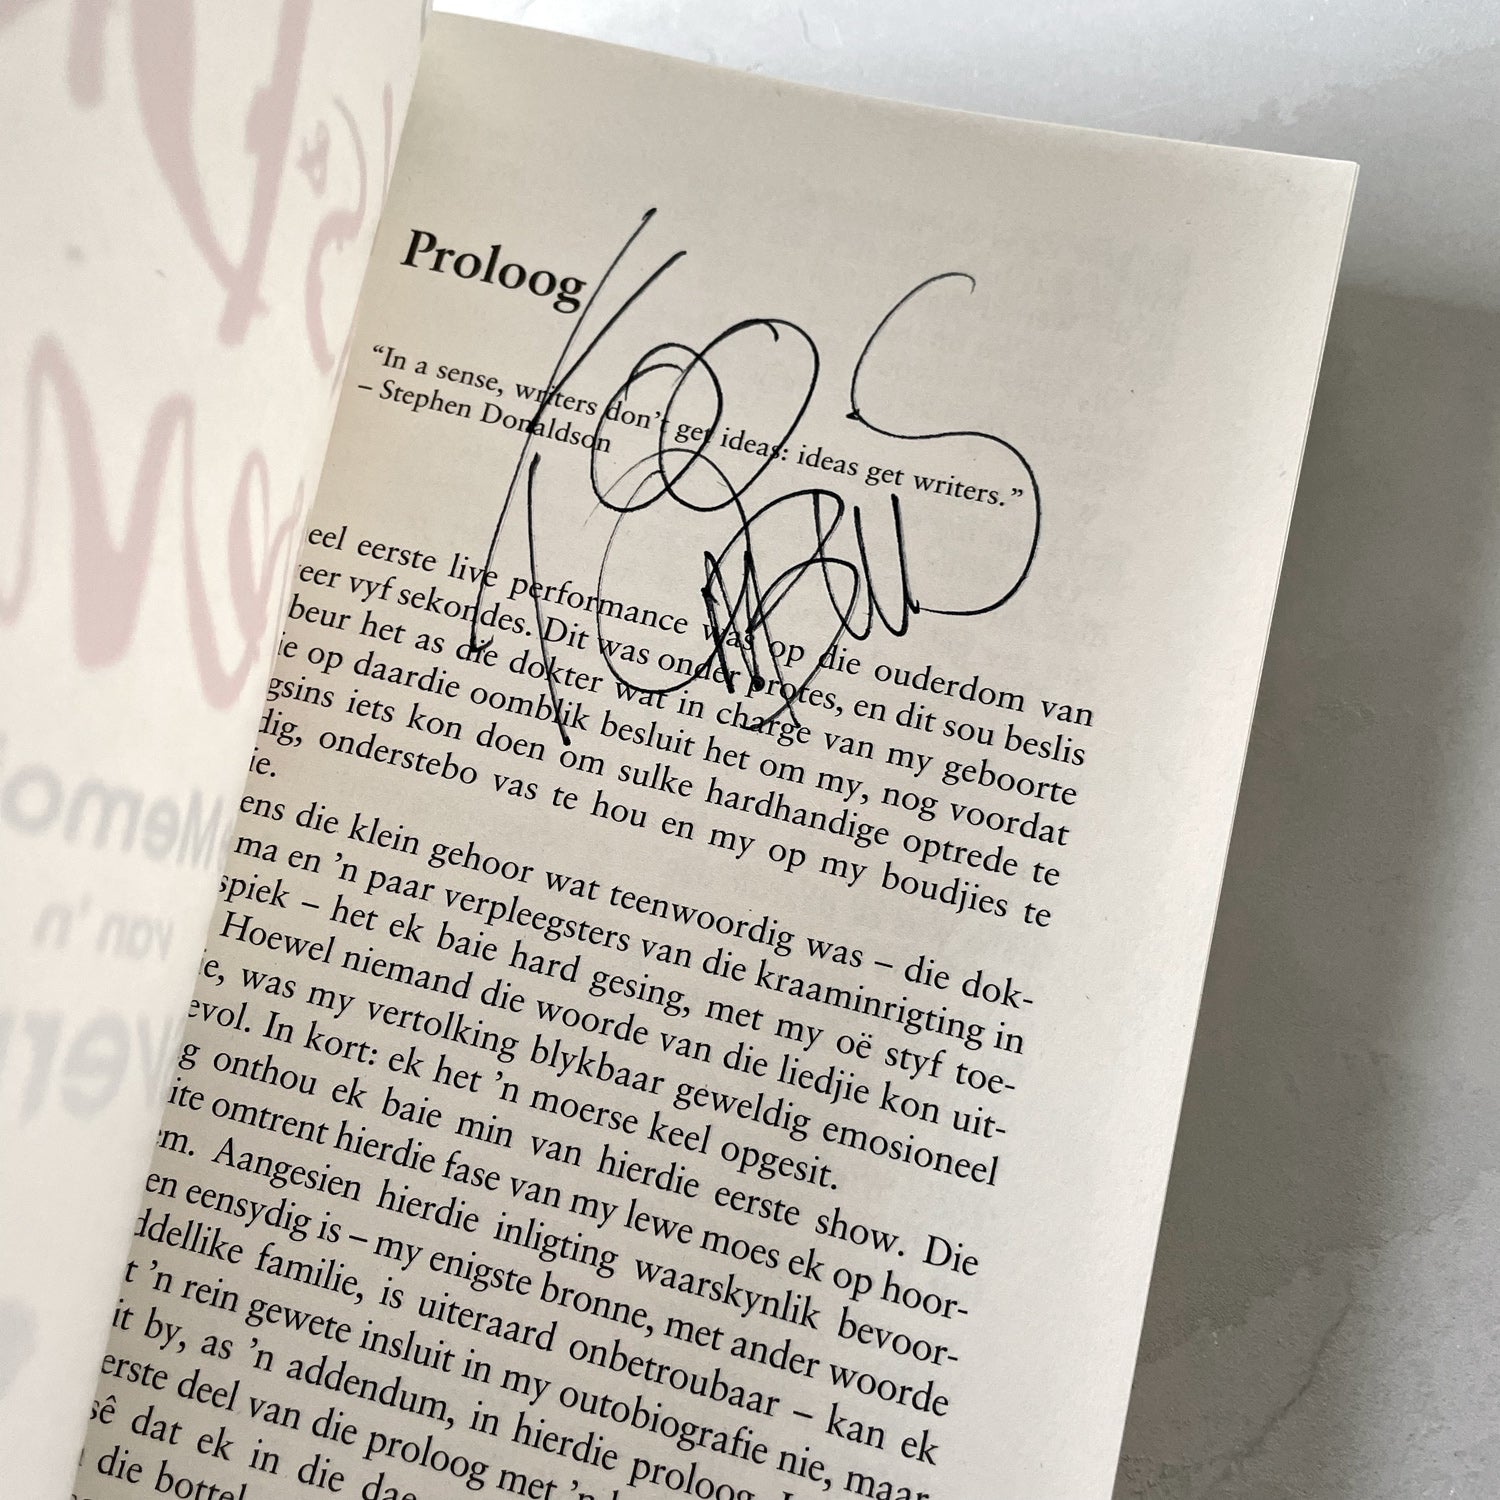 Proloog
“In a sense, writers don’t get ideas: ideas get writers.”
– Stephen Donaldson
KOOS
KOMBUIS
eel eerste live performance was op die ouderdom van
eer vyf sekondes. Dit was onder protes, en dit sou beslis
beur het as die dokter wat in charge van my geboorte
ie op daardie oomblik besluit het om my, nog voordat
gsins iets kon doen om sulke hardhandige optrede te
dig, onderstebo vas te hou en my op my boudjies te
ie.
ens die klein gehoor wat teenwoordig was – die dok-
ma en ’n paar verpleegsters van die kraaminrigting in
spiek – het ek baie hard gesing, met my oë styf toe-
Hoewel niemand die woorde van die liedjie kon uit-
ie, was my vertolking blykbaar geweldig emosioneel
evol. In kort: ek het ’n moerse keel opgesit.
g onthou ek baie min van hierdie eerste show. Die
ite omtrent hierdie fase van my lewe moes ek op hoor-
em. Aangesien hierdie inligting waarskynlik bevoor-
en eensydig is – my enigste bronne, met ander woorde
ddellike familie, is uiteraard onbetroubaar – kan ek
t ’n rein gewete insluit in my outobiografie nie, maar
it by, as ’n addendum, in hierdie proloog.
erste deel van die proloog met ’n
sê dat ek in die dae
die bottel